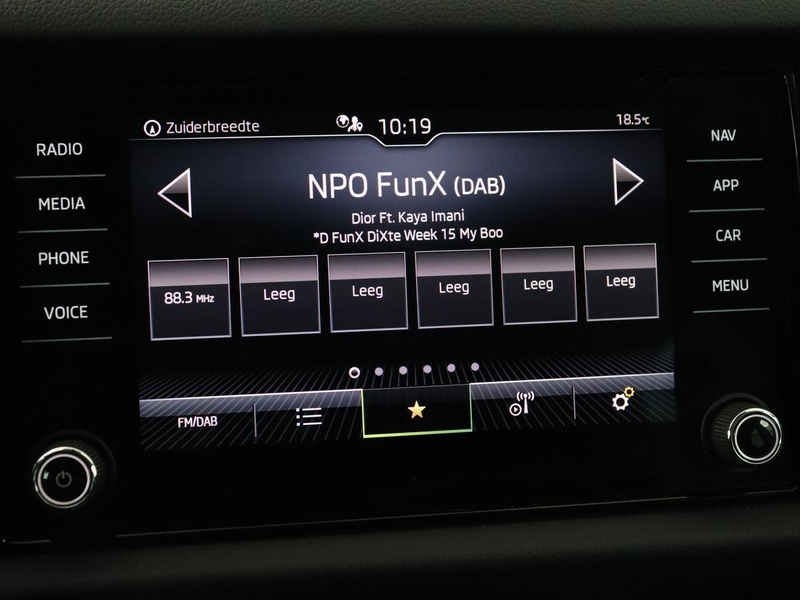 Zuiderbreedte 10:19 18.5°C
RADIO
MEDIA
PHONE
VOICE
NPO FunX (DAB)
Dior Ft. Kaya Imani
*D FunX DiXte Week 15 My Boo
88.3 MHz Leeg Leeg Leeg Leeg Leeg
FM/DAB
NAV
APP
CAR
MENU